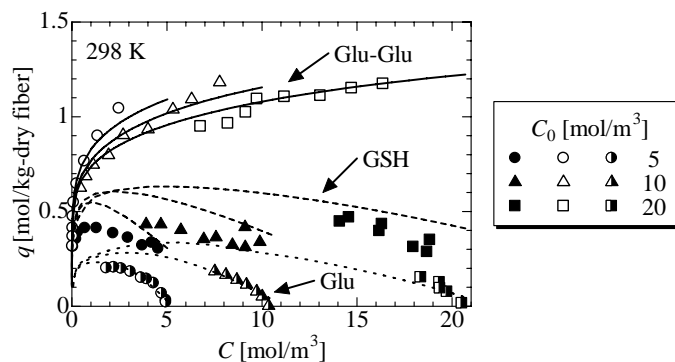 1.5
298 K
Glu-Glu
1
q [mol/kg-dry fiber]
GSH
0.5
Glu
0
0 5 10 15 20
C [mol/m³]
C₀ [mol/m³]
5
10
20